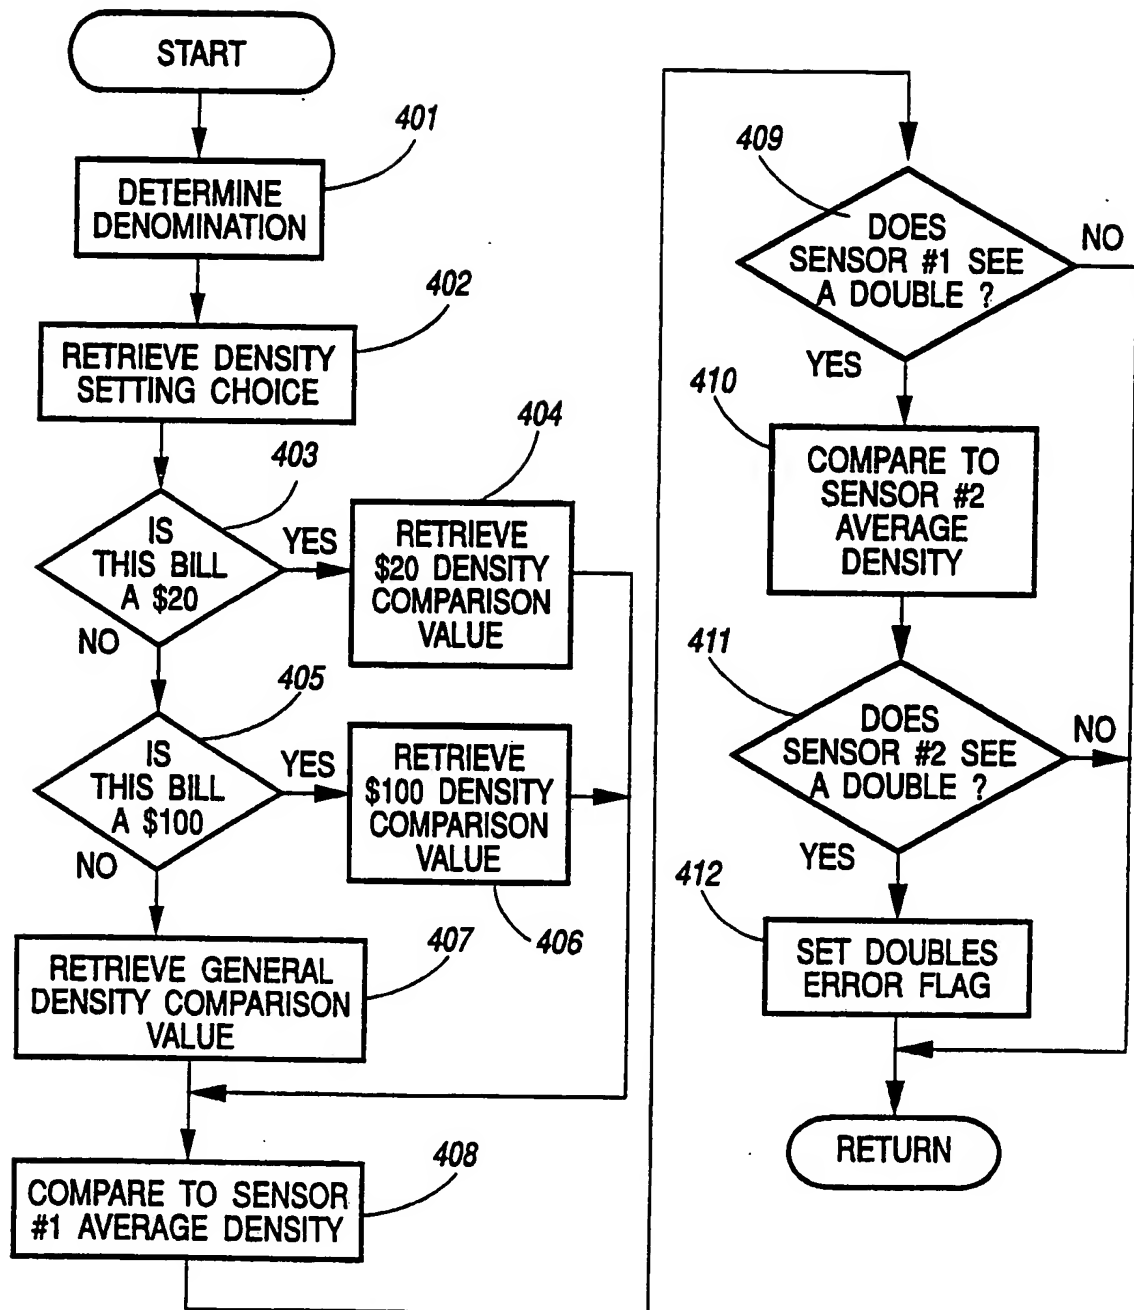 START
401
DETERMINE
DENOMINATION
402
RETRIEVE DENSITY
SETTING CHOICE
403
IS
THIS BILL
A $20
YES
NO
404
RETRIEVE
$20 DENSITY
COMPARISON
VALUE
405
IS
THIS BILL
A $100
YES
NO
RETRIEVE
$100 DENSITY
COMPARISON
VALUE
406
407
RETRIEVE GENERAL
DENSITY COMPARISON
VALUE
408
COMPARE TO SENSOR
#1 AVERAGE DENSITY
409
DOES
SENSOR #1 SEE
A DOUBLE ?
NO
YES
410
COMPARE TO
SENSOR #2
AVERAGE
DENSITY
411
DOES
SENSOR #2 SEE
A DOUBLE ?
NO
YES
412
SET DOUBLES
ERROR FLAG
RETURN